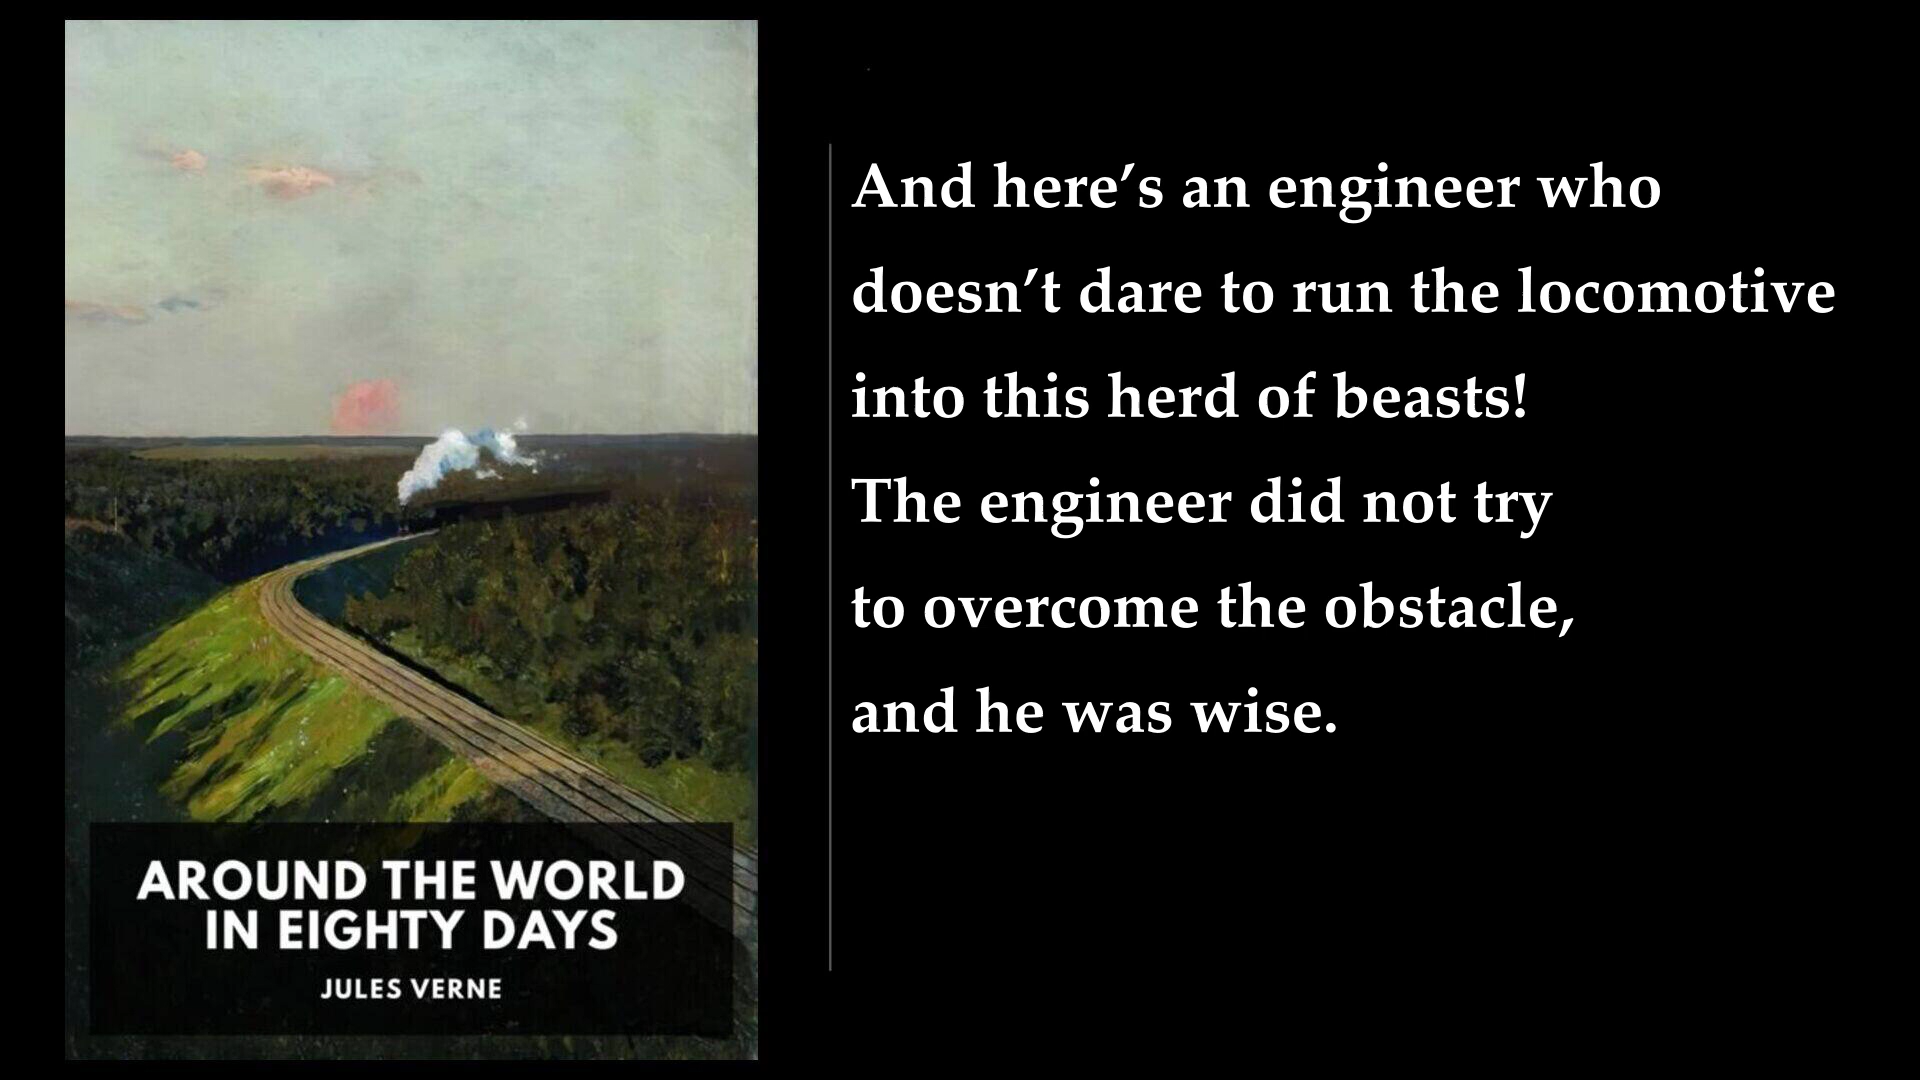 And here’s an engineer who
doesn’t dare to run the locomotive
into this herd of beasts!
The engineer did not try
to overcome the obstacle,
and he was wise.
AROUND THE WORLD
IN EIGHTY DAYS
JULES VERNE